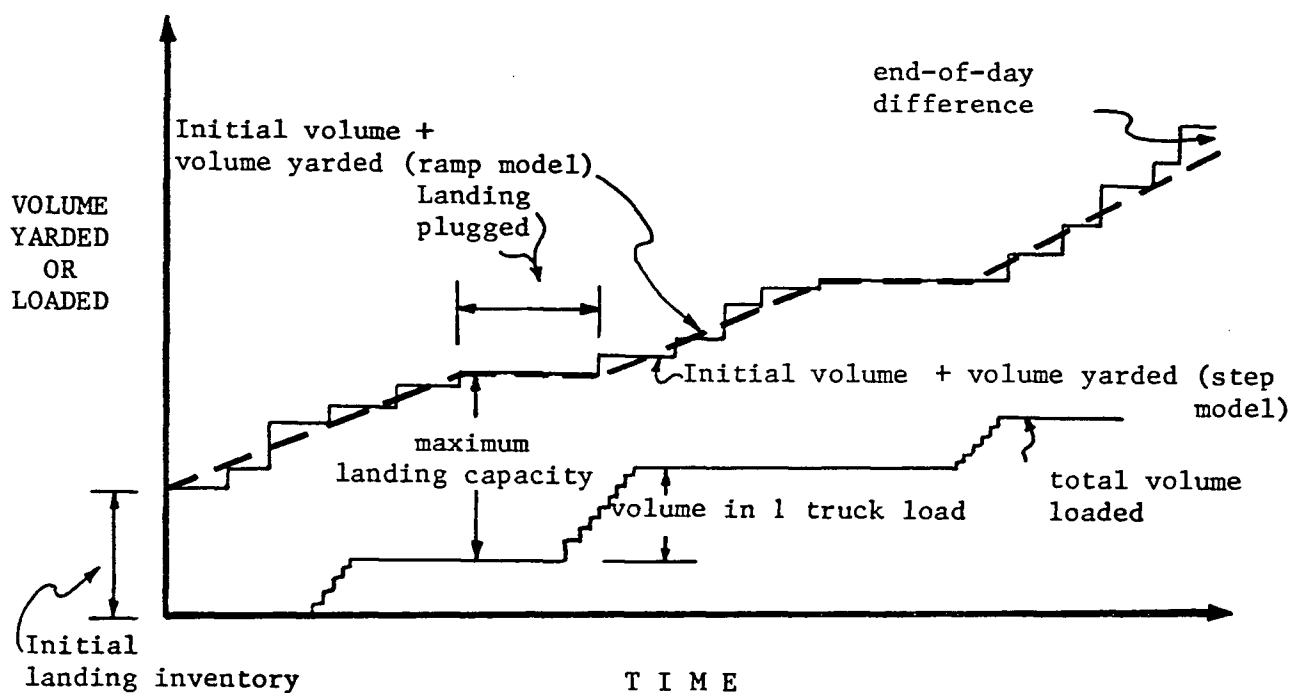 end-of-day
difference
Initial volume +
volume yarded (ramp model)
Landing
plugged
VOLUME
YARDED
OR
LOADED
Initial volume + volume yarded (step
model)
maximum
landing capacity
volume in 1 truck load
total volume
loaded
Initial
landing inventory
T I M E